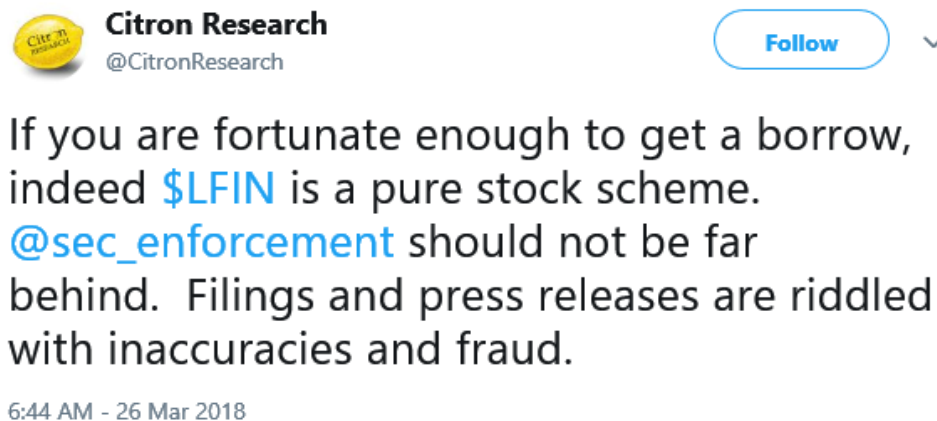 Citron
RESEARCH
Citron Research
@CitronResearch
Follow
If you are fortunate enough to get a borrow,
indeed $LFIN is a pure stock scheme.
@sec_enforcement should not be far
behind.  Filings and press releases are riddled
with inaccuracies and fraud.
6:44 AM - 26 Mar 2018